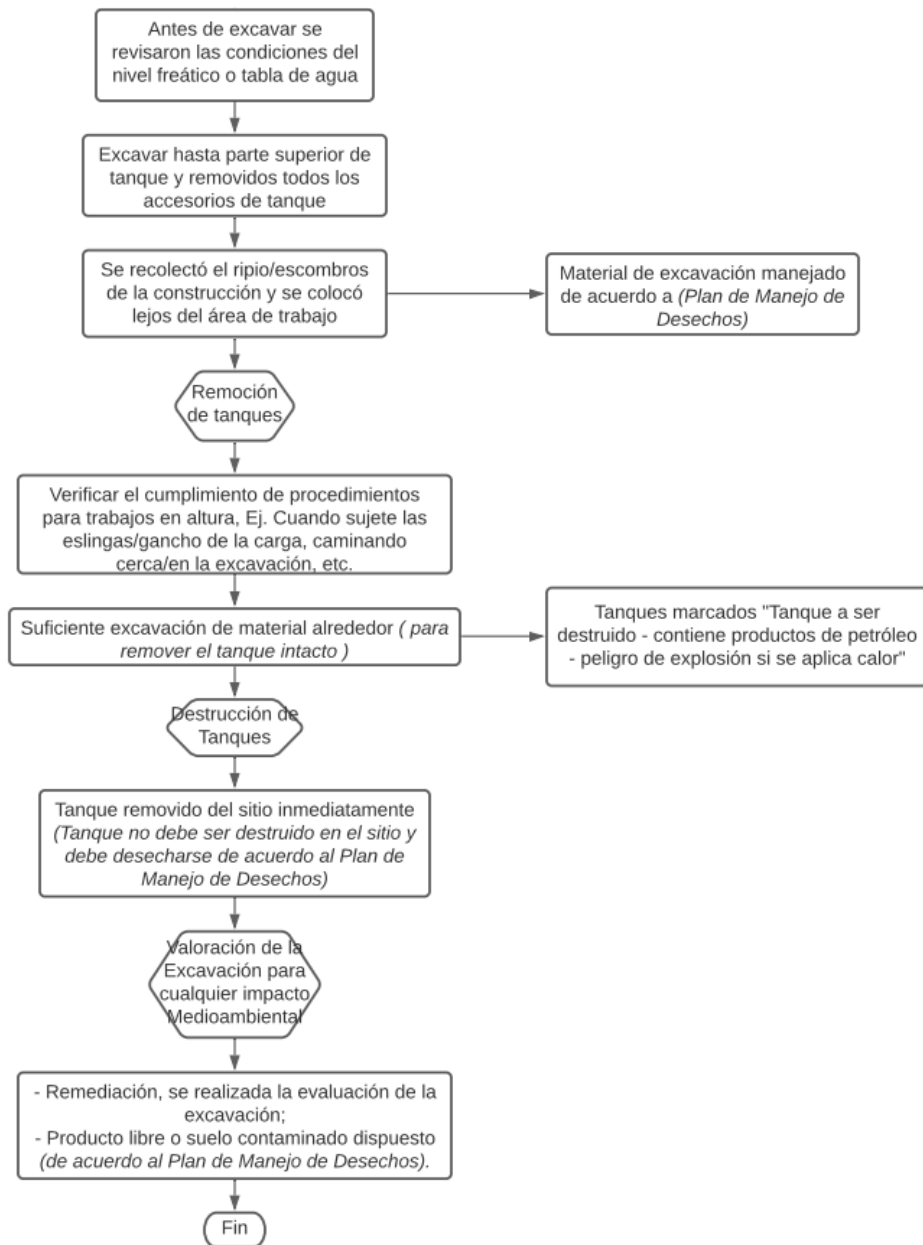 Antes de excavar se
revisaron las condiciones del
nivel freático o tabla de agua
Excavar hasta parte superior de
tanque y removidos todos los
accesorios de tanque
Se recolectó el ripio/escombros
de la construcción y se colocó
lejos del área de trabajo
Material de excavación manejado
de acuerdo a (Plan de Manejo de
Desechos)
Remoción
de tanques
Verificar el cumplimiento de procedimientos
para trabajos en altura, Ej. Cuando sujete las
eslingas/gancho de la carga, caminando
cerca/en la excavación, etc.
Suficiente excavación de material alrededor ( para
remover el tanque intacto )
Tanques marcados "Tanque a ser
destruido - contiene productos de petróleo
- peligro de explosión si se aplica calor"
Destrucción de
Tanques
Tanque removido del sitio inmediatamente
(Tanque no debe ser destruido en el sitio y
debe desecharse de acuerdo al Plan de
Manejo de Desechos)
Valoración de la
Excavación para
cualquier impacto
Medioambiental
- Remediación, se realizada la evaluación de la
excavación;
- Producto libre o suelo contaminado dispuesto
(de acuerdo al Plan de Manejo de Desechos).
Fin